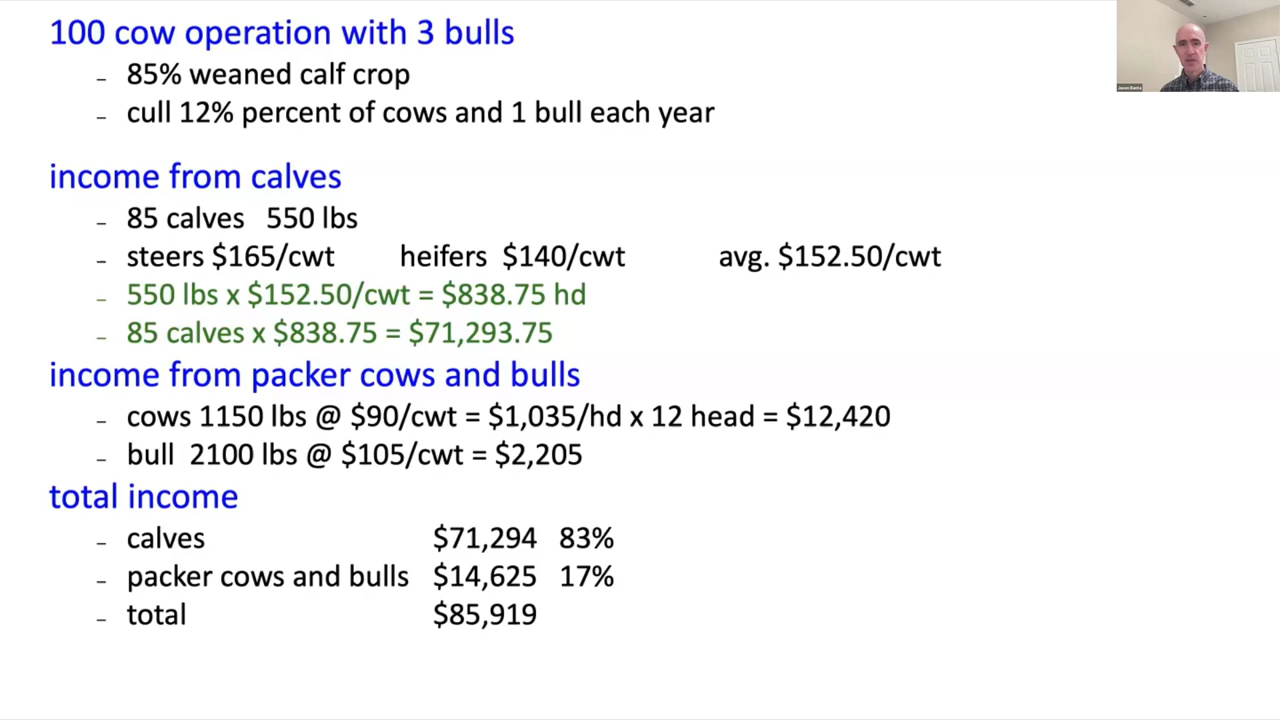 100 cow operation with 3 bulls
- 85% weaned calf crop
- cull 12% percent of cows and 1 bull each year
income from calves
- 85 calves 550 lbs
- steers $165/cwt heifers $140/cwt avg. $152.50/cwt
- 550 lbs x $152.50/cwt = $838.75 hd
- 85 calves x $838.75 = $71,293.75
income from packer cows and bulls
- cows 1150 lbs @ $90/cwt = $1,035/hd x 12 head = $12,420
- bull 2100 lbs @ $105/cwt = $2,205
total income
- calves $71,294 83%
- packer cows and bulls $14,625 17%
- total $85,919